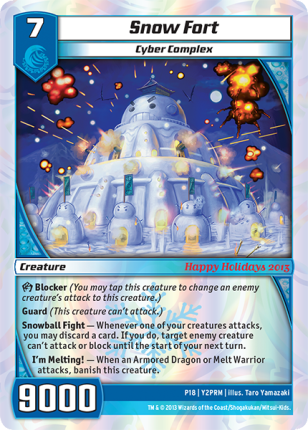 7
Snow Fort
Cyber Complex
Creature
Happy Holidays 2013
Blocker (You may tap this creature to change an enemy
creature's attack to this creature.)
Guard (This creature can't attack.)
Snowball Fight — Whenever one of your creatures attacks,
you may discard a card. If you do, target enemy creature
can't attack or block until the start of your next turn.
I'm Melting! — When an Armored Dragon or Melt Warrior
attacks, banish this creature.
9000
P18 | Y2PRM | illus. Taro Yamazaki
TM & © 2013 Wizards of the Coast/Shogakukan/Mitsui-Kids.